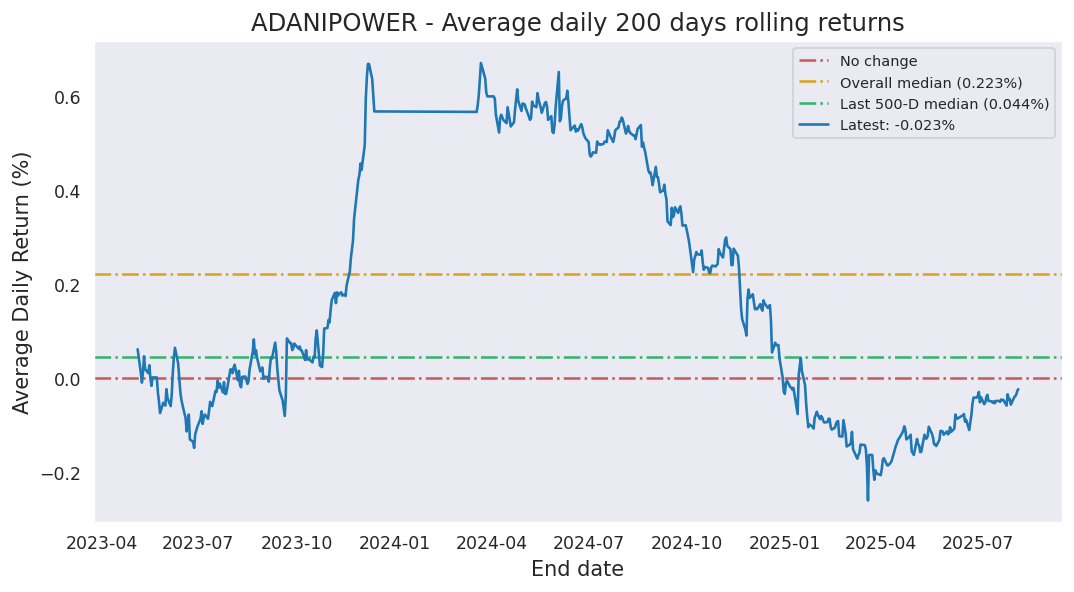 ADANIPOWER - Average daily 200 days rolling returns
No change
Overall median (0.223%)
Last 500-D median (0.044%)
Latest: -0.023%
Average Daily Return (%)
0.6
0.4
0.2
0.0
−0.2
2023-04 2023-07 2023-10 2024-01 2024-04 2024-07 2024-10 2025-01 2025-04 2025-07
End date